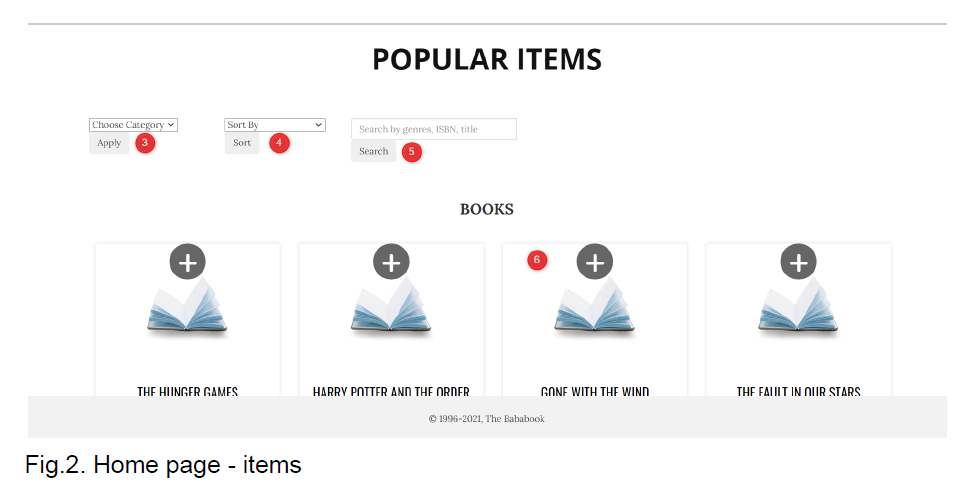 POPULAR ITEMS
Choose Category Sort By Search by genres, ISBN, title
Apply 3 Sort 4 Search 5
BOOKS
6
THE HUNGER GAMES HARRY POTTER AND THE ORDER GONE WITH THE WIND THE FAULT IN OUR STARS
© 1996-2021, The Bababook
Fig.2. Home page - items